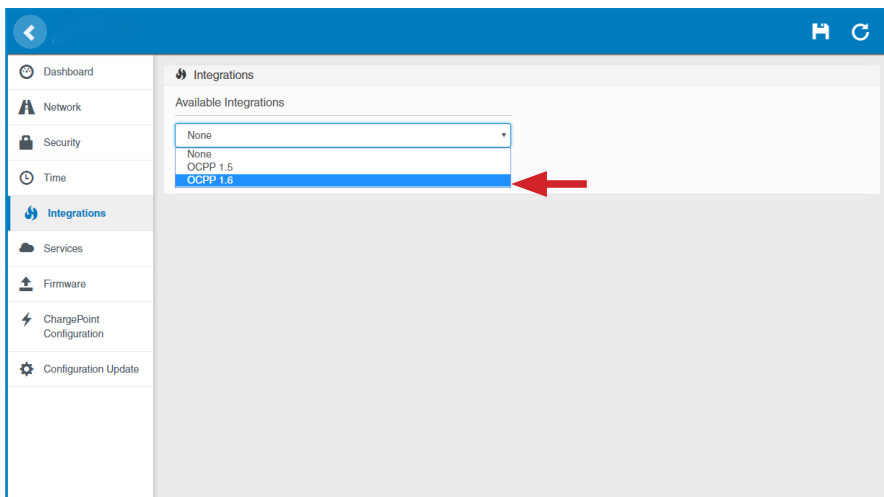 Dashboard
Network
Security
Time
Integrations
Services
Firmware
ChargePoint
Configuration
Configuration Update
Integrations
Available Integrations
None
None
OCPP 1.5
OCPP 1.6